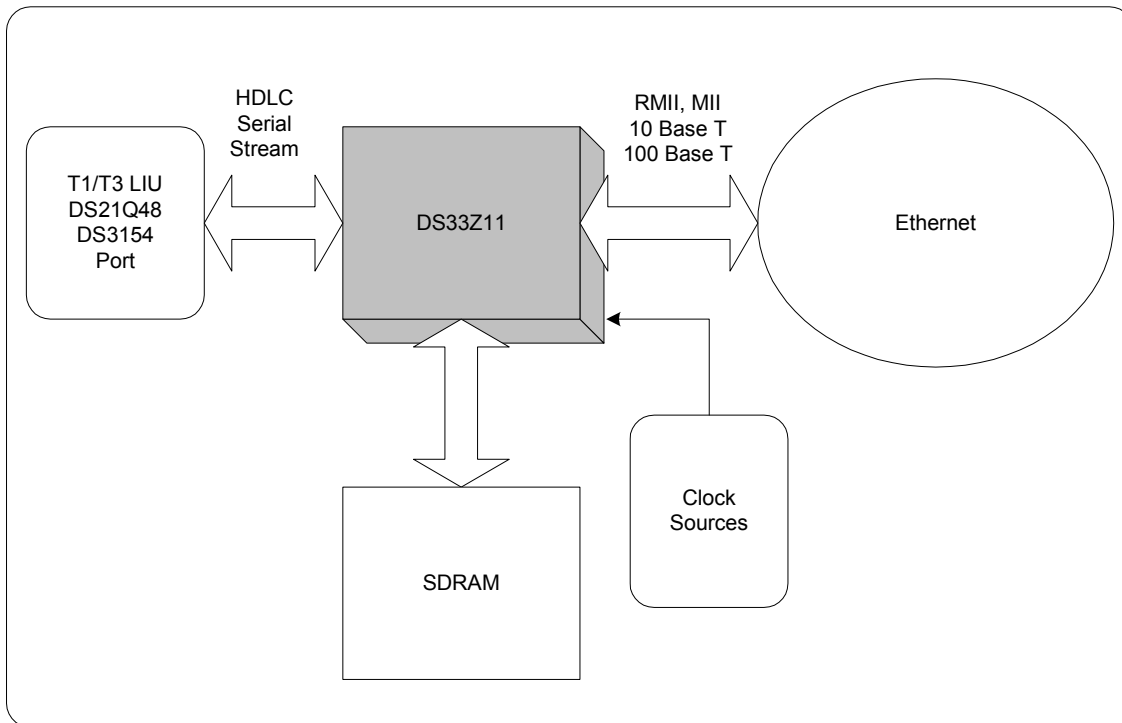 HDLC
Serial
Stream
RMII, MII
10 Base T
100 Base T
T1/T3 LIU
DS21Q48
DS3154
Port
DS33Z11
Ethernet
Clock
Sources
SDRAM